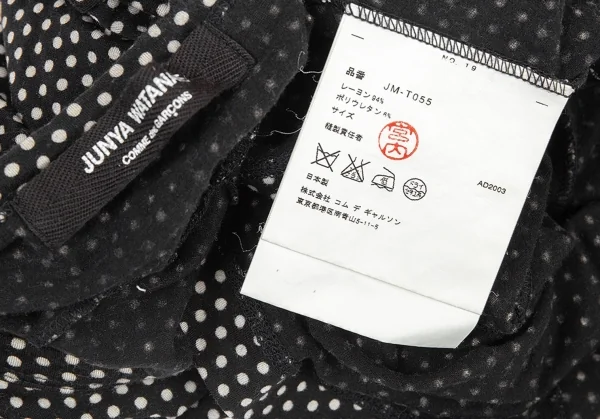 JUNYA WATANA
COMME des GARÇONS
NO. 19
品番 JM-T055
レーヨン 94%
ポリウレタン 6%
サイズ
縫製責任者
宮内
日本製
AD2003
株式会社 コム デ ギャルソン
東京都港区南青山5-11-5